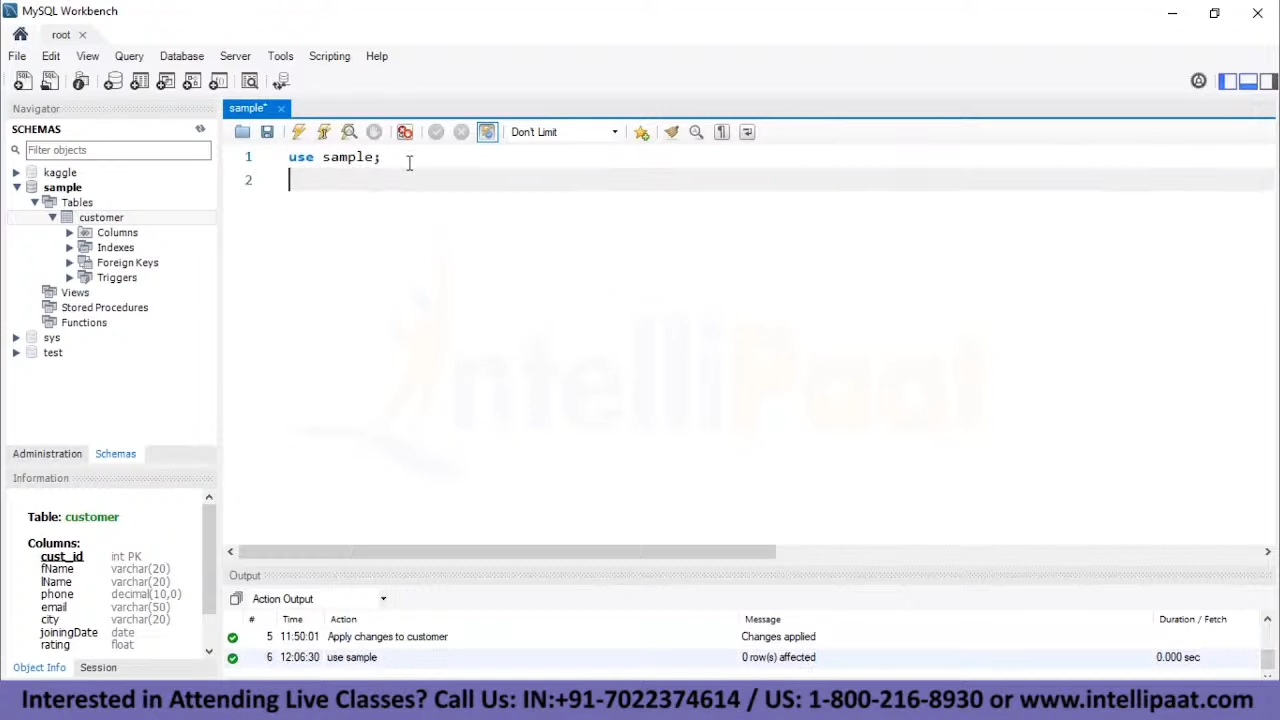 MySQL Workbench
root
File Edit View Query Database Server Tools Scripting Help
Navigator
SCHEMAS
Filter objects
kaggle
sample
Tables
customer
Columns
Indexes
Foreign Keys
Triggers
Views
Stored Procedures
Functions
sys
test
Administration Schemas
Information
Table: customer
Columns:
cust_id int PK
fName varchar(20)
lName varchar(20)
phone decimal(10,0)
email varchar(50)
city varchar(20)
joiningDate date
rating float
Object Info Session
sample*
Don't Limit
1 use sample;
2
IntelliPaat
Output
Action Output
# Time Action Message Duration / Fetch
5 11:50:01 Apply changes to customer Changes applied
6 12:06:30 use sample 0 row(s) affected 0.000 sec
Interested in Attending Live Classes? Call Us: IN:+91-7022374614 / US: 1-800-216-8930 or www.intellipaat.com